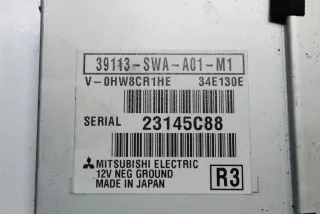 39113-SWA-A01-M1
V-0HW8CR1HE 34E130E
SERIAL 23145C88
MITSUBISHI ELECTRIC
12V NEG GROUND
MADE IN JAPAN
R3